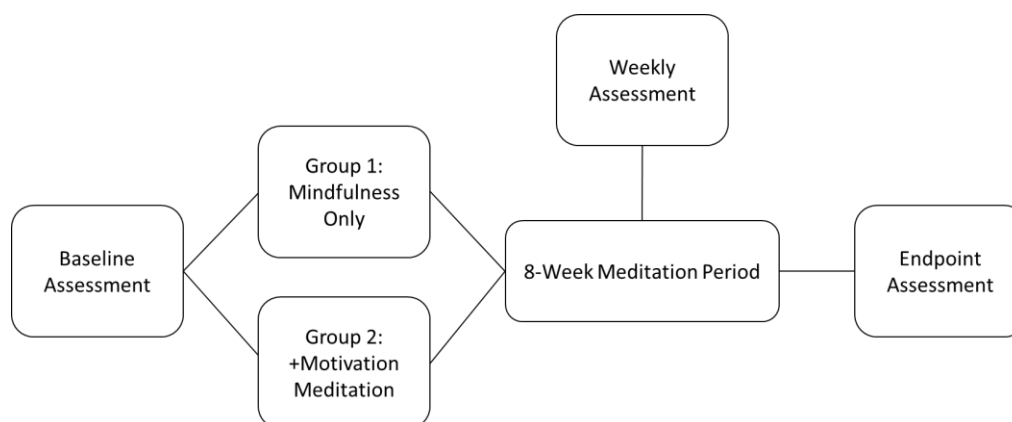 Baseline
Assessment
Group 1:
Mindfulness
Only
Group 2:
+Motivation
Meditation
8-Week Meditation Period
Weekly
Assessment
Endpoint
Assessment